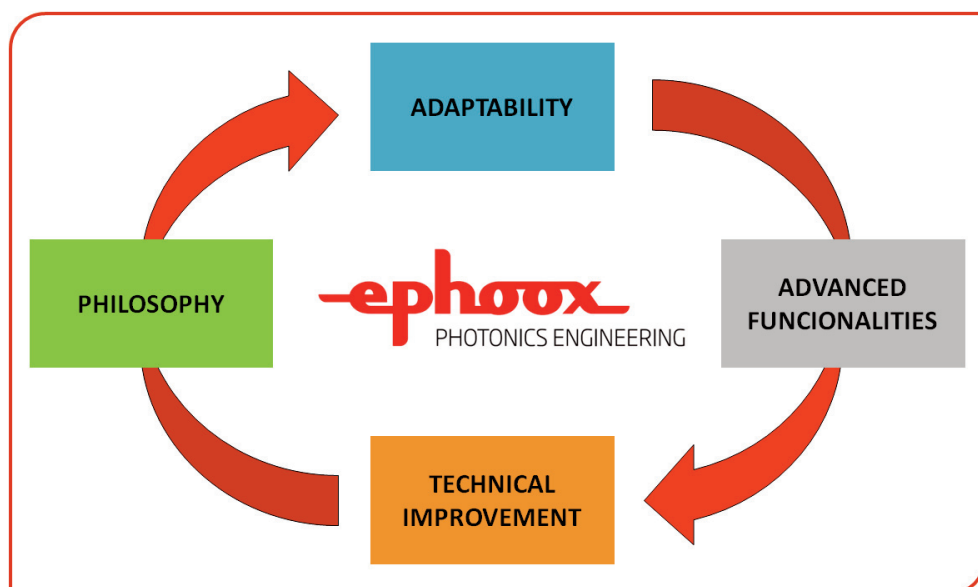 ADAPTABILITY
PHILOSOPHY
ephoox
PHOTONICS ENGINEERING
ADVANCED
FUNCIONALITIES
TECHNICAL
IMPROVEMENT